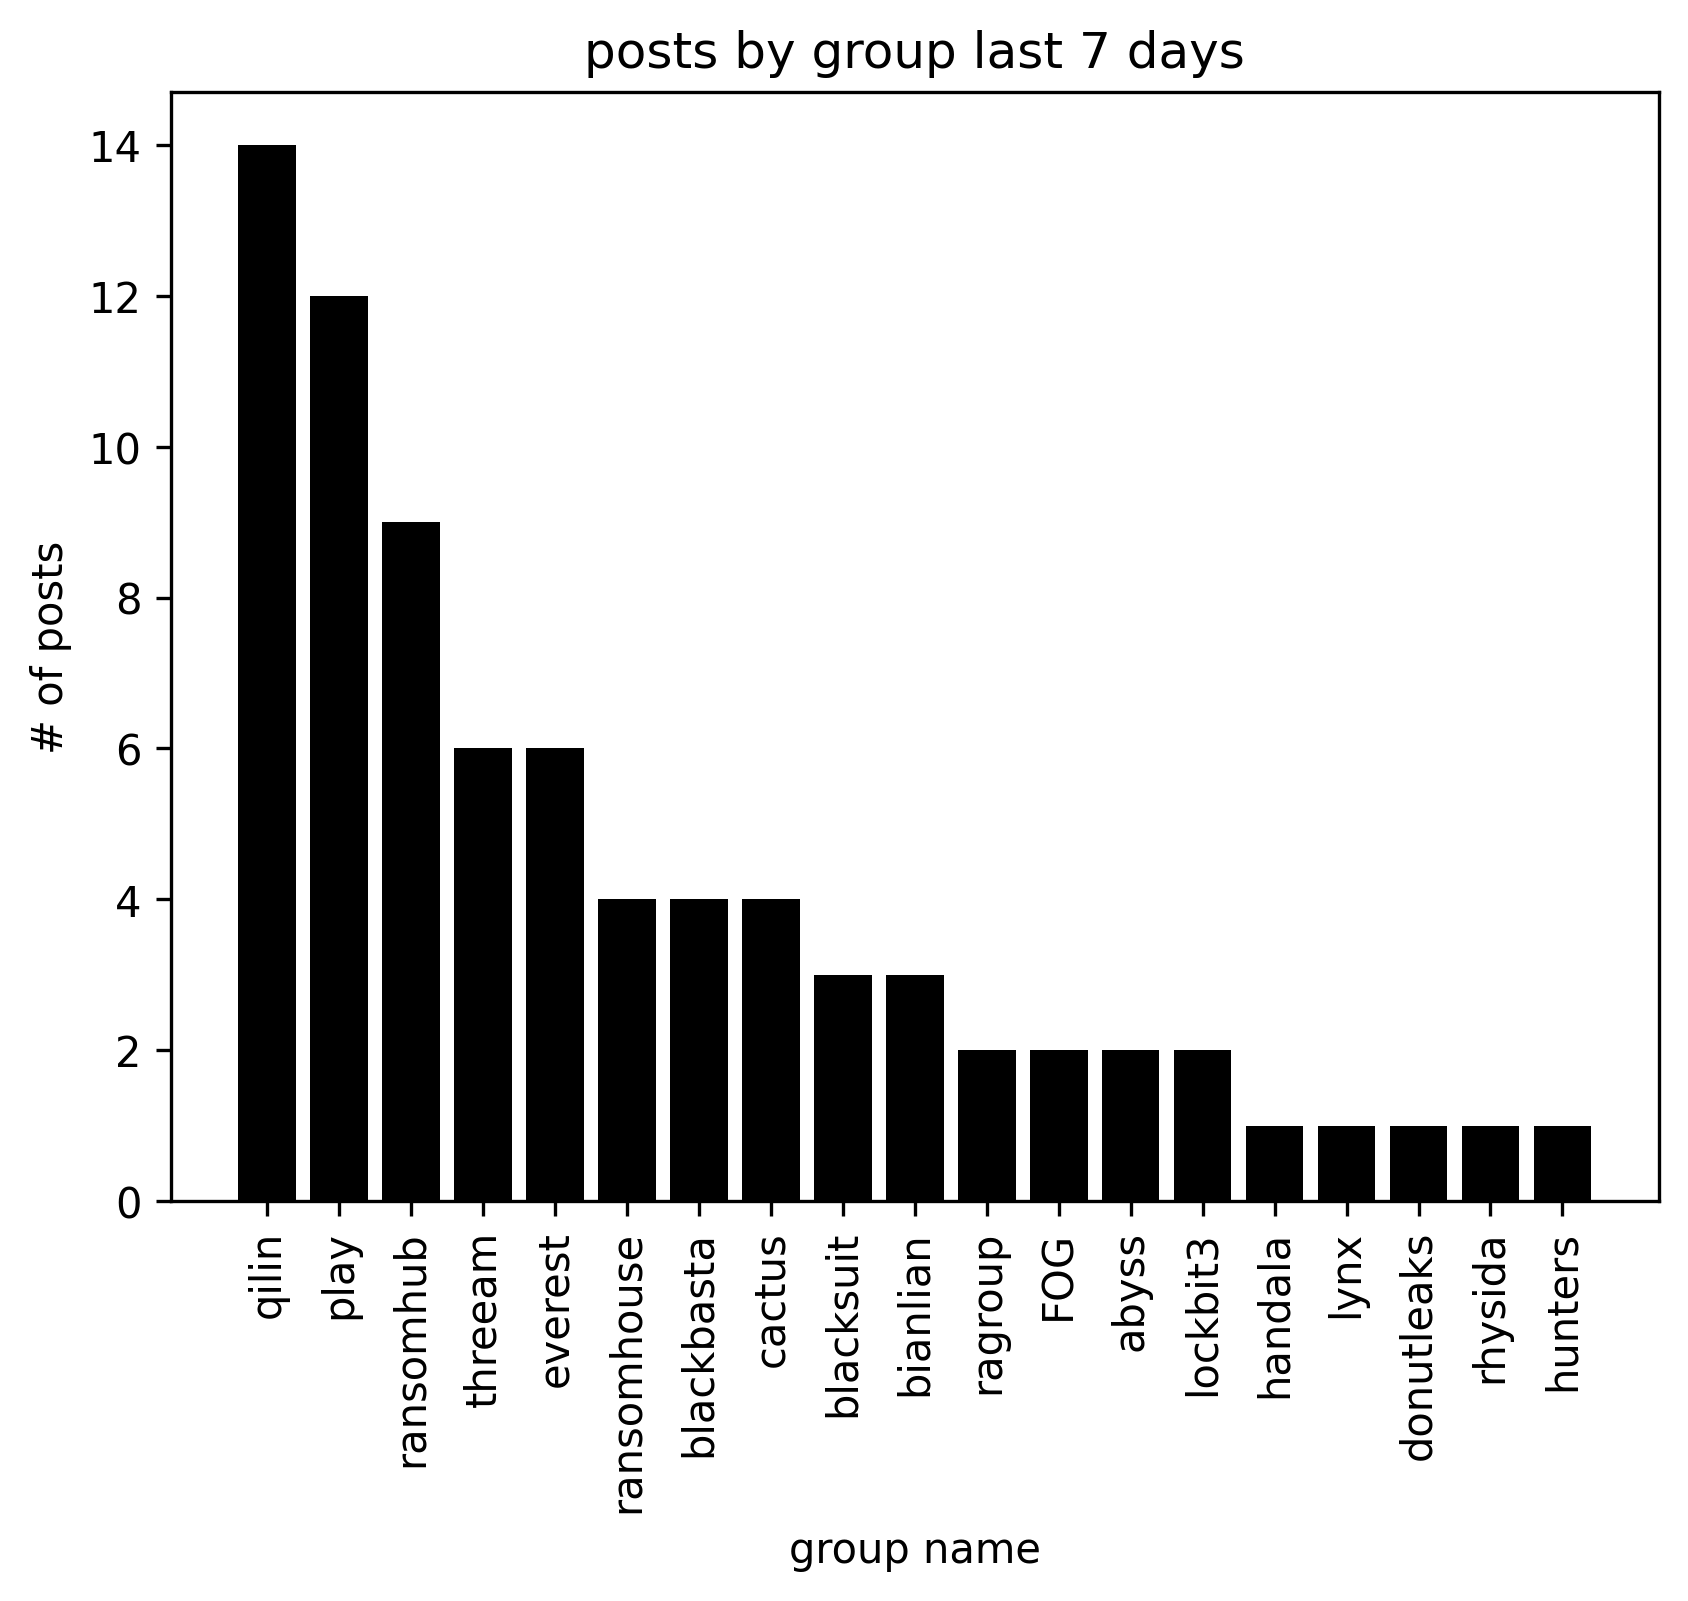 posts by group last 7 days
14
12
10
8
6
4
2
0
# of posts
qilin
play
ransomhub
threeam
everest
ransomhouse
blackbasta
cactus
blacksuit
bianlian
ragroup
FOG
abyss
lockbit3
handala
lynx
donutleaks
rhysida
hunters
group name